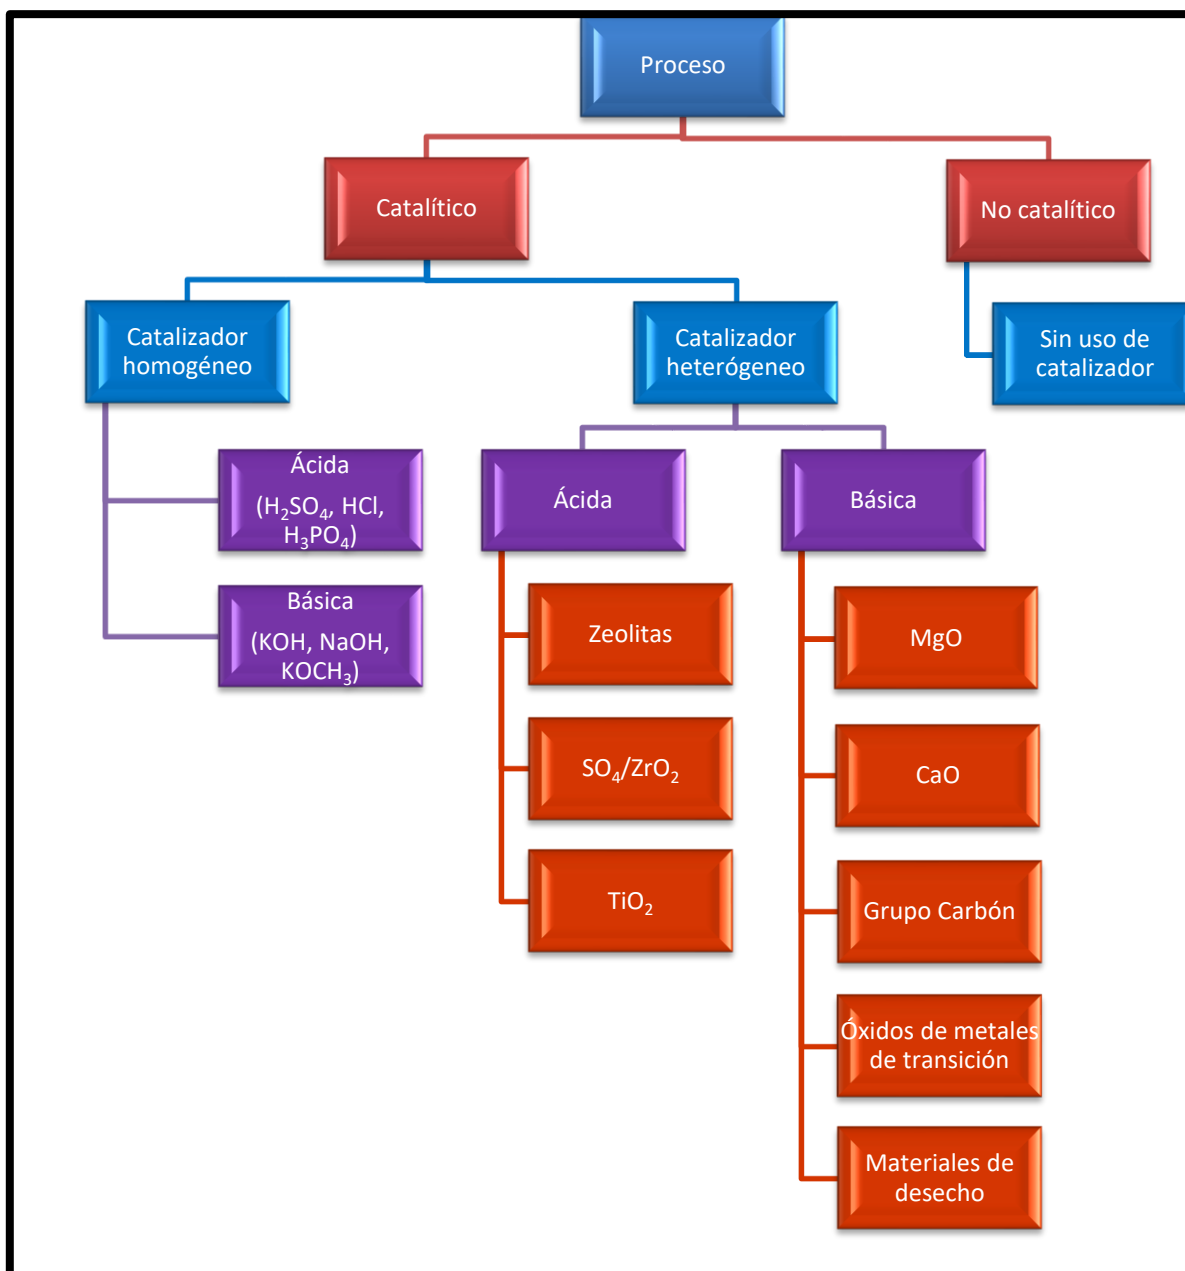 Proceso
Catalítico
No catalítico
Catalizador
homogéneo
Catalizador
heterógeneo
Sin uso de
catalizador
Ácida
(H₂SO₄, HCl,
H₃PO₄)
Básica
(KOH, NaOH,
KOCH₃)
Ácida
Zeolitas
SO₄/ZrO₂
TiO₂
Básica
MgO
CaO
Grupo Carbón
Óxidos de metales
de transición
Materiales de
desecho